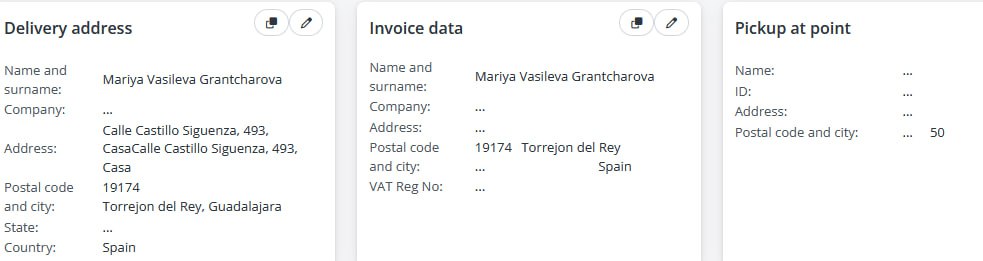 Delivery address
Name and surname: Mariya Vasileva Grantcharova
Company: ...
Address: Calle Castillo Siguenza, 493,
CasaCalle Castillo Siguenza, 493,
Casa
Postal code and city: 19174
Torrejon del Rey, Guadalajara
State: ...
Country: Spain
Invoice data
Name and surname: Mariya Vasileva Grantcharova
Company: ...
Address: ...
Postal code 19174 Torrejon del Rey
and city: ... Spain
VAT Reg No: ...
Pickup at point
Name: ...
ID: ...
Address: ...
Postal code and city: ... 50